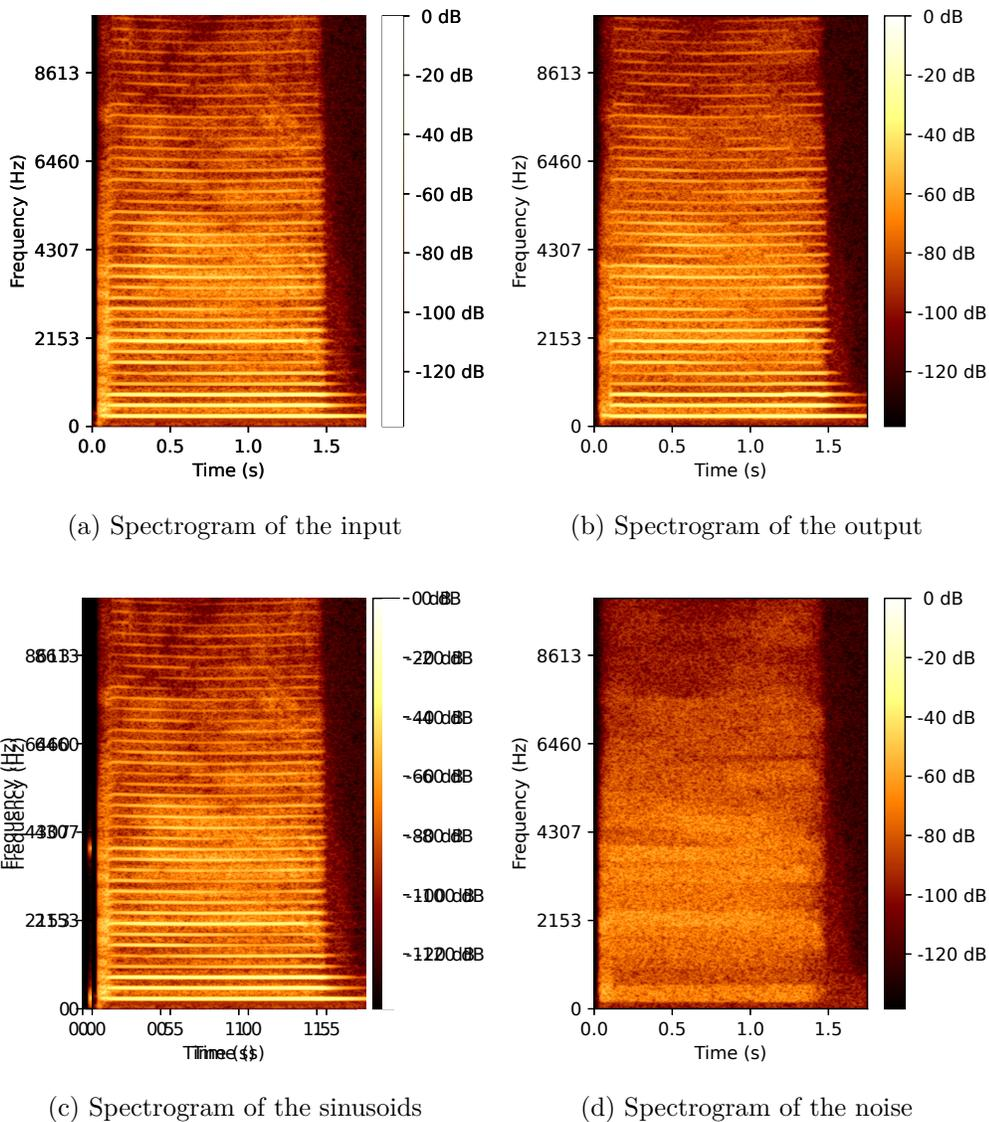 0 dB
-20 dB
-40 dB
-60 dB
-80 dB
-100 dB
-120 dB
8613
6460
4307
2153
0
Frequency (Hz)
0.0 0.5 1.0 1.5
Time (s)
(a) Spectrogram of the input
0 dB
-20 dB
-40 dB
-60 dB
-80 dB
-100 dB
-120 dB
8613
6460
4307
2153
0
Frequency (Hz)
0.0 0.5 1.0 1.5
Time (s)
(b) Spectrogram of the output
Frequency (Hz)
(c) Spectrogram of the sinusoids
0 dB
-20 dB
-40 dB
-60 dB
-80 dB
-100 dB
-120 dB
8613
6460
4307
2153
0
Frequency (Hz)
0.0 0.5 1.0 1.5
Time (s)
(d) Spectrogram of the noise